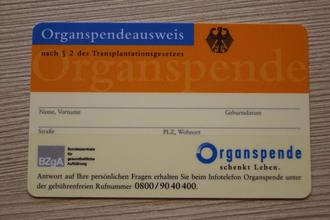 Organspendeausweis
nach § 2 des Transplantationsgesetzes
Organspende
Name, Vorname Geburtsdatum
Straße PLZ, Wohnort
BZgA
Bundeszentrale
für
gesundheitliche
Aufklärung
Organspende
schenkt Leben.
Antwort auf Ihre persönlichen Fragen erhalten Sie beim Infotelefon Organspende unter
der gebührenfreien Rufnummer 0800/90 40 400.